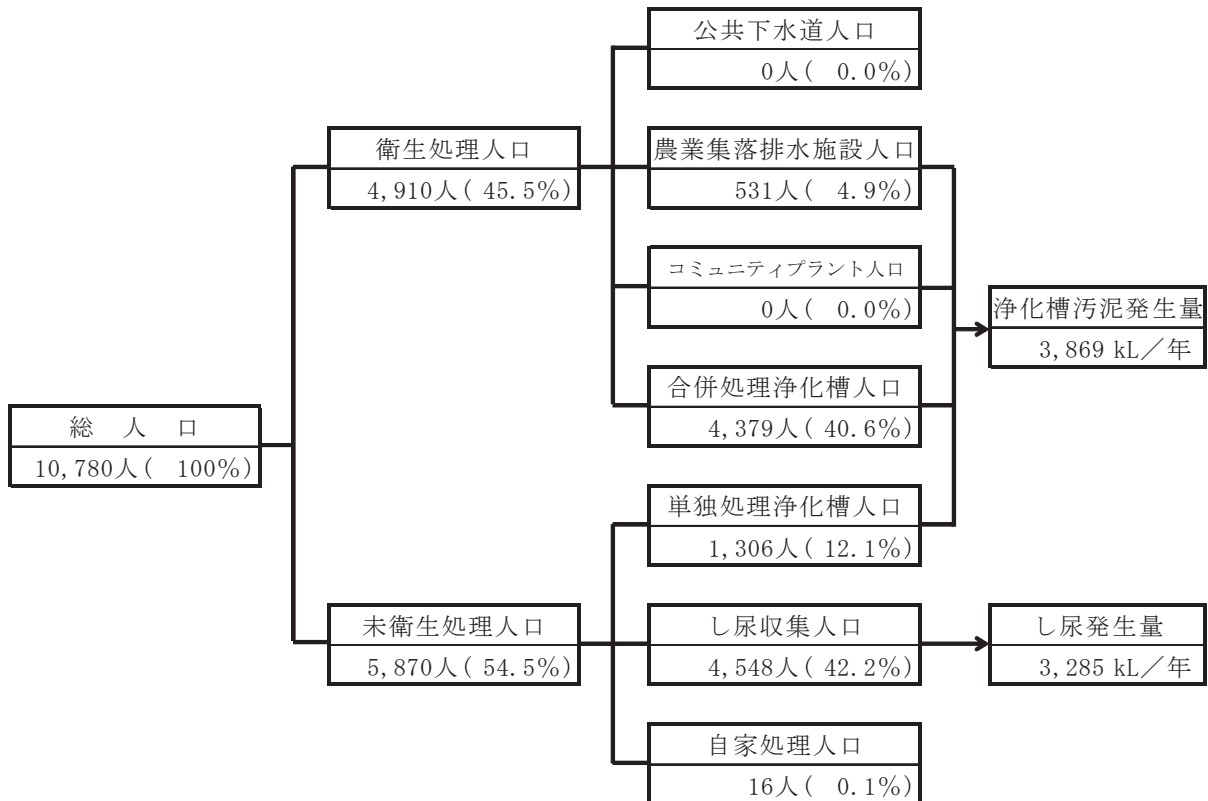 公共下水道人口
0人( 0.0%)
衛生処理人口
4,910人( 45.5%)
農業集落排水施設人口
531人( 4.9%)
コミュニティプラント人口
0人( 0.0%)
浄化槽汚泥発生量
3,869 kL/年
合併処理浄化槽人口
4,379人( 40.6%)
総 人 口
10,780人( 100%)
単独処理浄化槽人口
1,306人( 12.1%)
未衛生処理人口
5,870人( 54.5%)
し尿収集人口
4,548人( 42.2%)
し尿発生量
3,285 kL/年
自家処理人口
16人( 0.1%)